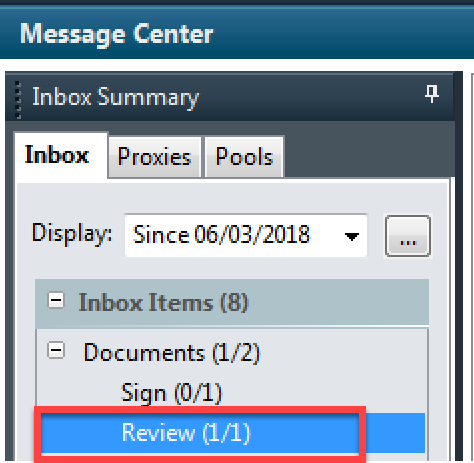 Message Center
Inbox Summary
Inbox Proxies Pools
Display: Since 06/03/2018 ...
Inbox Items (8)
Documents (1/2)
Sign (0/1)
Review (1/1)